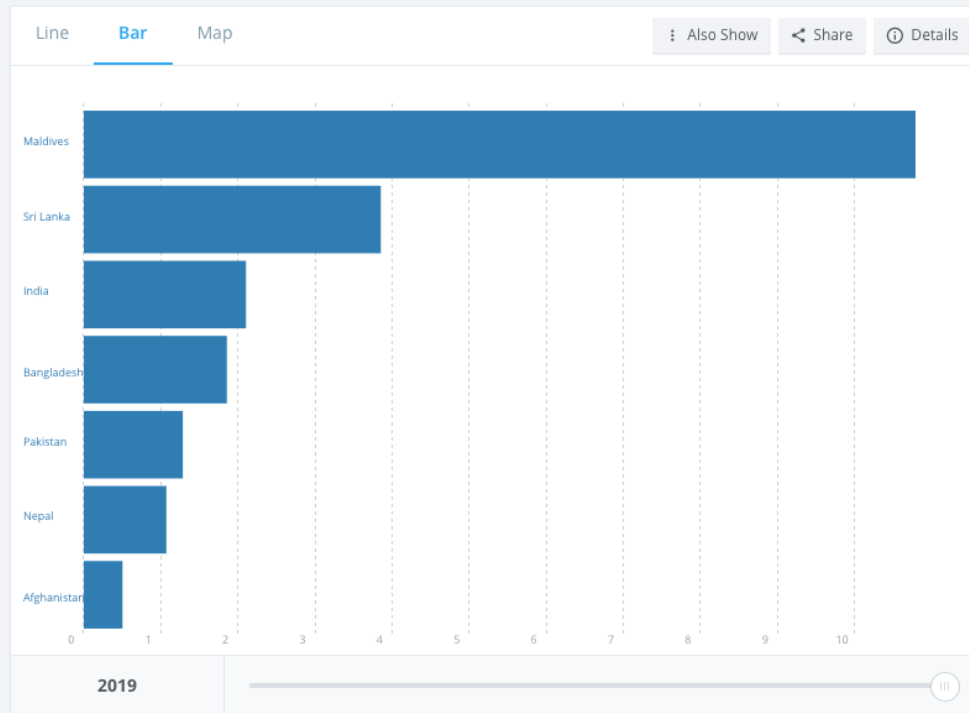 Line Bar Map Also Show Share Details
Maldives
Sri Lanka
India
Bangladesh
Pakistan
Nepal
Afghanistan
0 1 2 3 4 5 6 7 8 9 10
2019